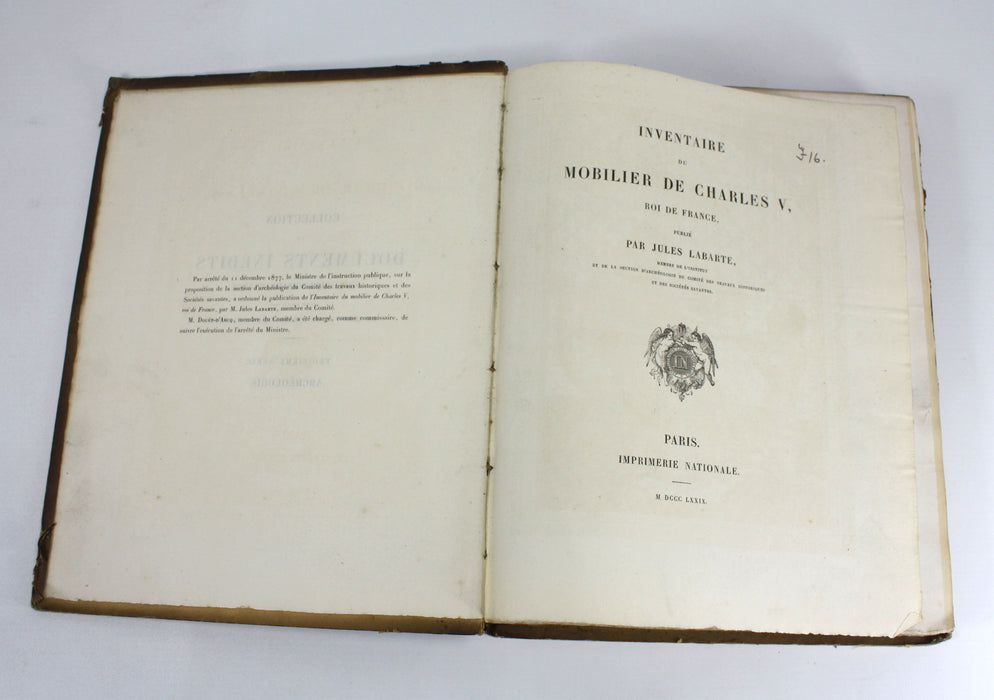 Par arrêté du 11 décembre 1877, le Ministre de l'instruction publique, sur la
proposition de la section d'archéologie du Comité des travaux historiques et des
Sociétés savantes, a ordonné la publication de l'Inventaire du mobilier de Charles V,
roi de France, par M. Jules LABARTE, membre du Comité.
M. DOUËT-D'ARCQ, membre du Comité, a été chargé, comme commissaire, de
suivre l'exécution de l'arrêté du Ministre.
COLLECTION
DOCUMENTS INÉDITS
TROISIÈME SÉRIE
ARCHÉOLOGIE
INVENTAIRE
DU
MOBILIER DE CHARLES V,
ROI DE FRANCE,
PUBLIÉ
PAR JULES LABARTE,
MEMBRE DE L'INSTITUT
ET DE LA SECTION D'ARCHÉOLOGIE DU COMITÉ DES TRAVAUX HISTORIQUES
ET DES SOCIÉTÉS SAVANTES.
PARIS.
IMPRIMERIE NATIONALE.
M DCCC LXXIX.